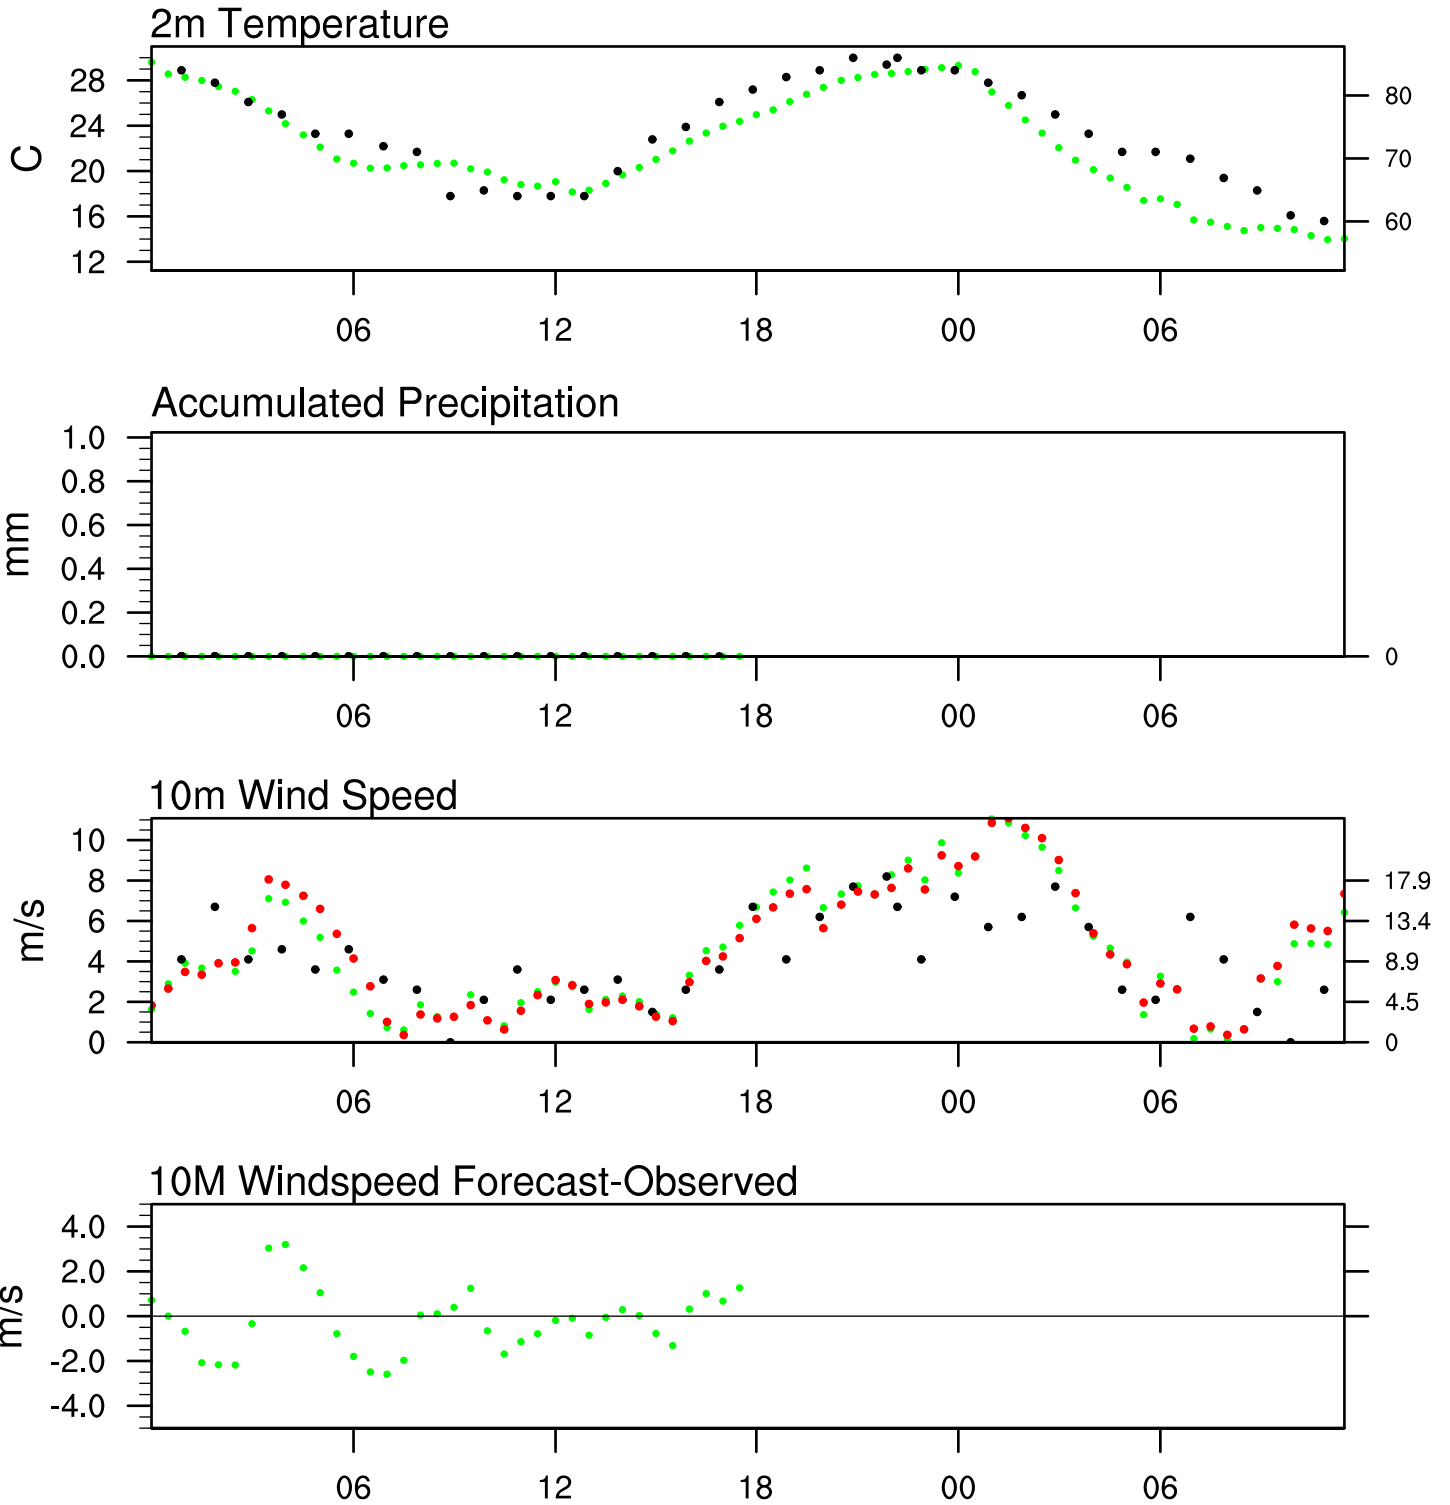 2m Temperature
28
24
20
16
12
C
80
70
60
06 12 18 00 06
Accumulated Precipitation
1.0
0.8
0.6
0.4
0.2
0.0
mm
0
06 12 18 00 06
10m Wind Speed
10
8
6
4
2
0
m/s
17.9
13.4
8.9
4.5
0
06 12 18 00 06
10M Windspeed Forecast-Observed
4.0
2.0
0.0
-2.0
-4.0
m/s
06 12 18 00 06